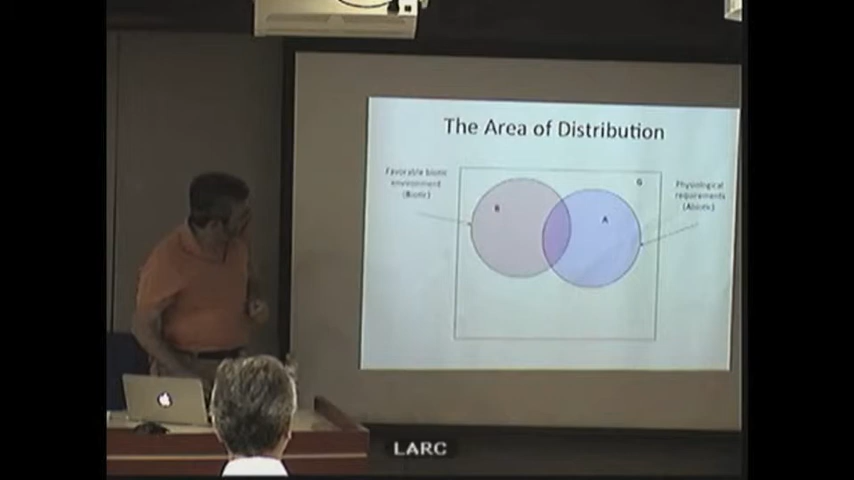 The Area of Distribution
Favorable biotic
environment
(Biotic)
G
Physiological
requirements
(Abiotic)
B
A
LARC